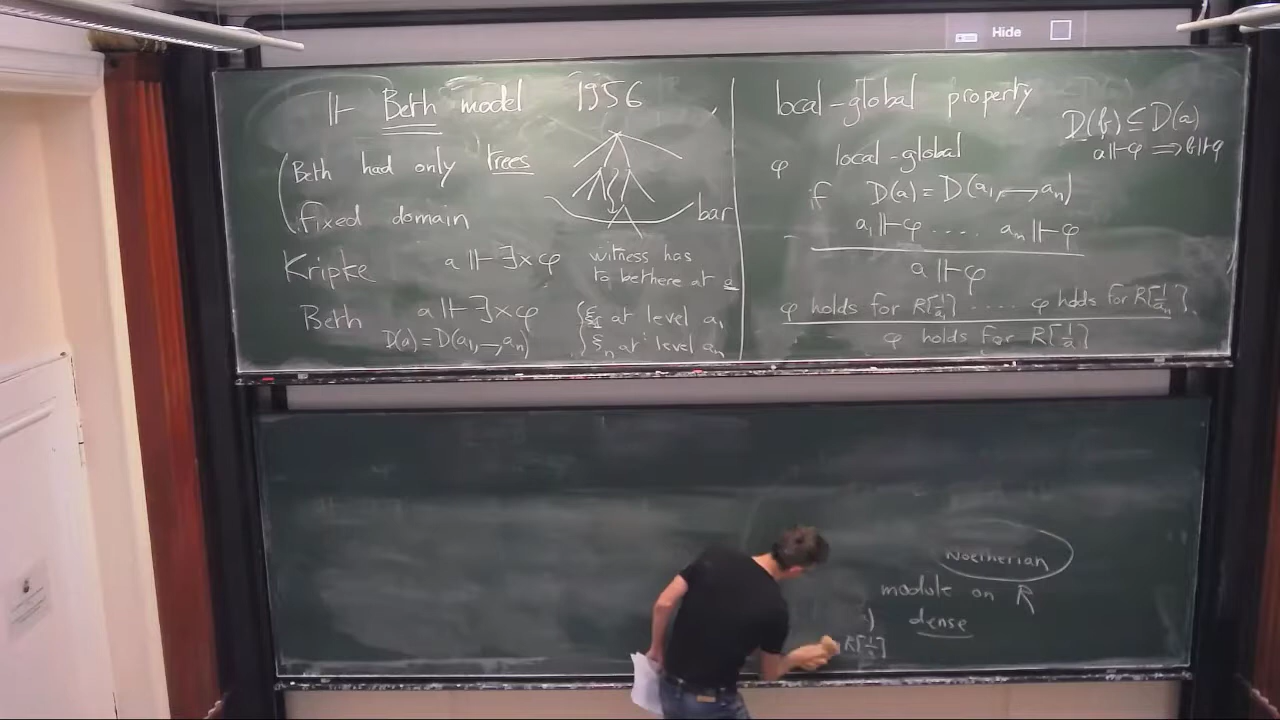 Hide
⊩ Beth model 1956
Beth had only trees
fixed domain
bar
Kripke a ⊩ ∃x φ witness has
to be there at a
Beth a ⊩ ∃x φ { ξ₁ at level a₁
D(a) = D(a₁, —, aₙ) ξₙ at level aₙ
local-global property
D(b) ⊆ D(a)
a ⊩ φ ⟹ b ⊩ φ
φ local-global
if D(a) = D(a₁, —, aₙ)
a₁ ⊩ φ .... aₙ ⊩ φ
a ⊩ φ
φ holds for R[1/a₁] .... φ holds for R[1/aₙ]
φ holds for R[1/a]
Noetherian
module on R
) dense
R[1/a]